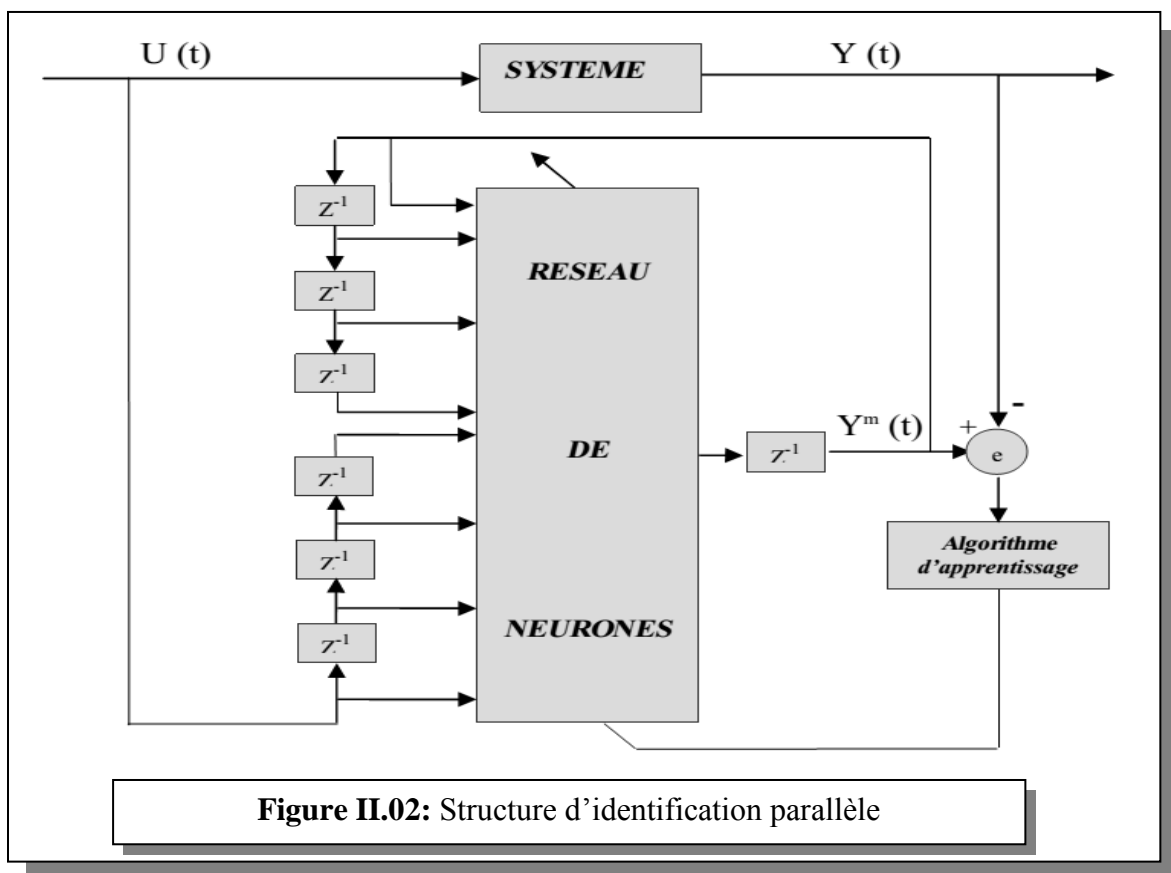 U (t)
SYSTEME
Y (t)
Z⁻¹
Z⁻¹
Z⁻¹
RESEAU
DE
NEURONES
Z⁻¹
Z⁻¹
Z⁻¹
Z⁻¹
Yᵐ (t)
+
-
e
Algorithme
d'apprentissage
Figure II.02: Structure d'identification parallèle